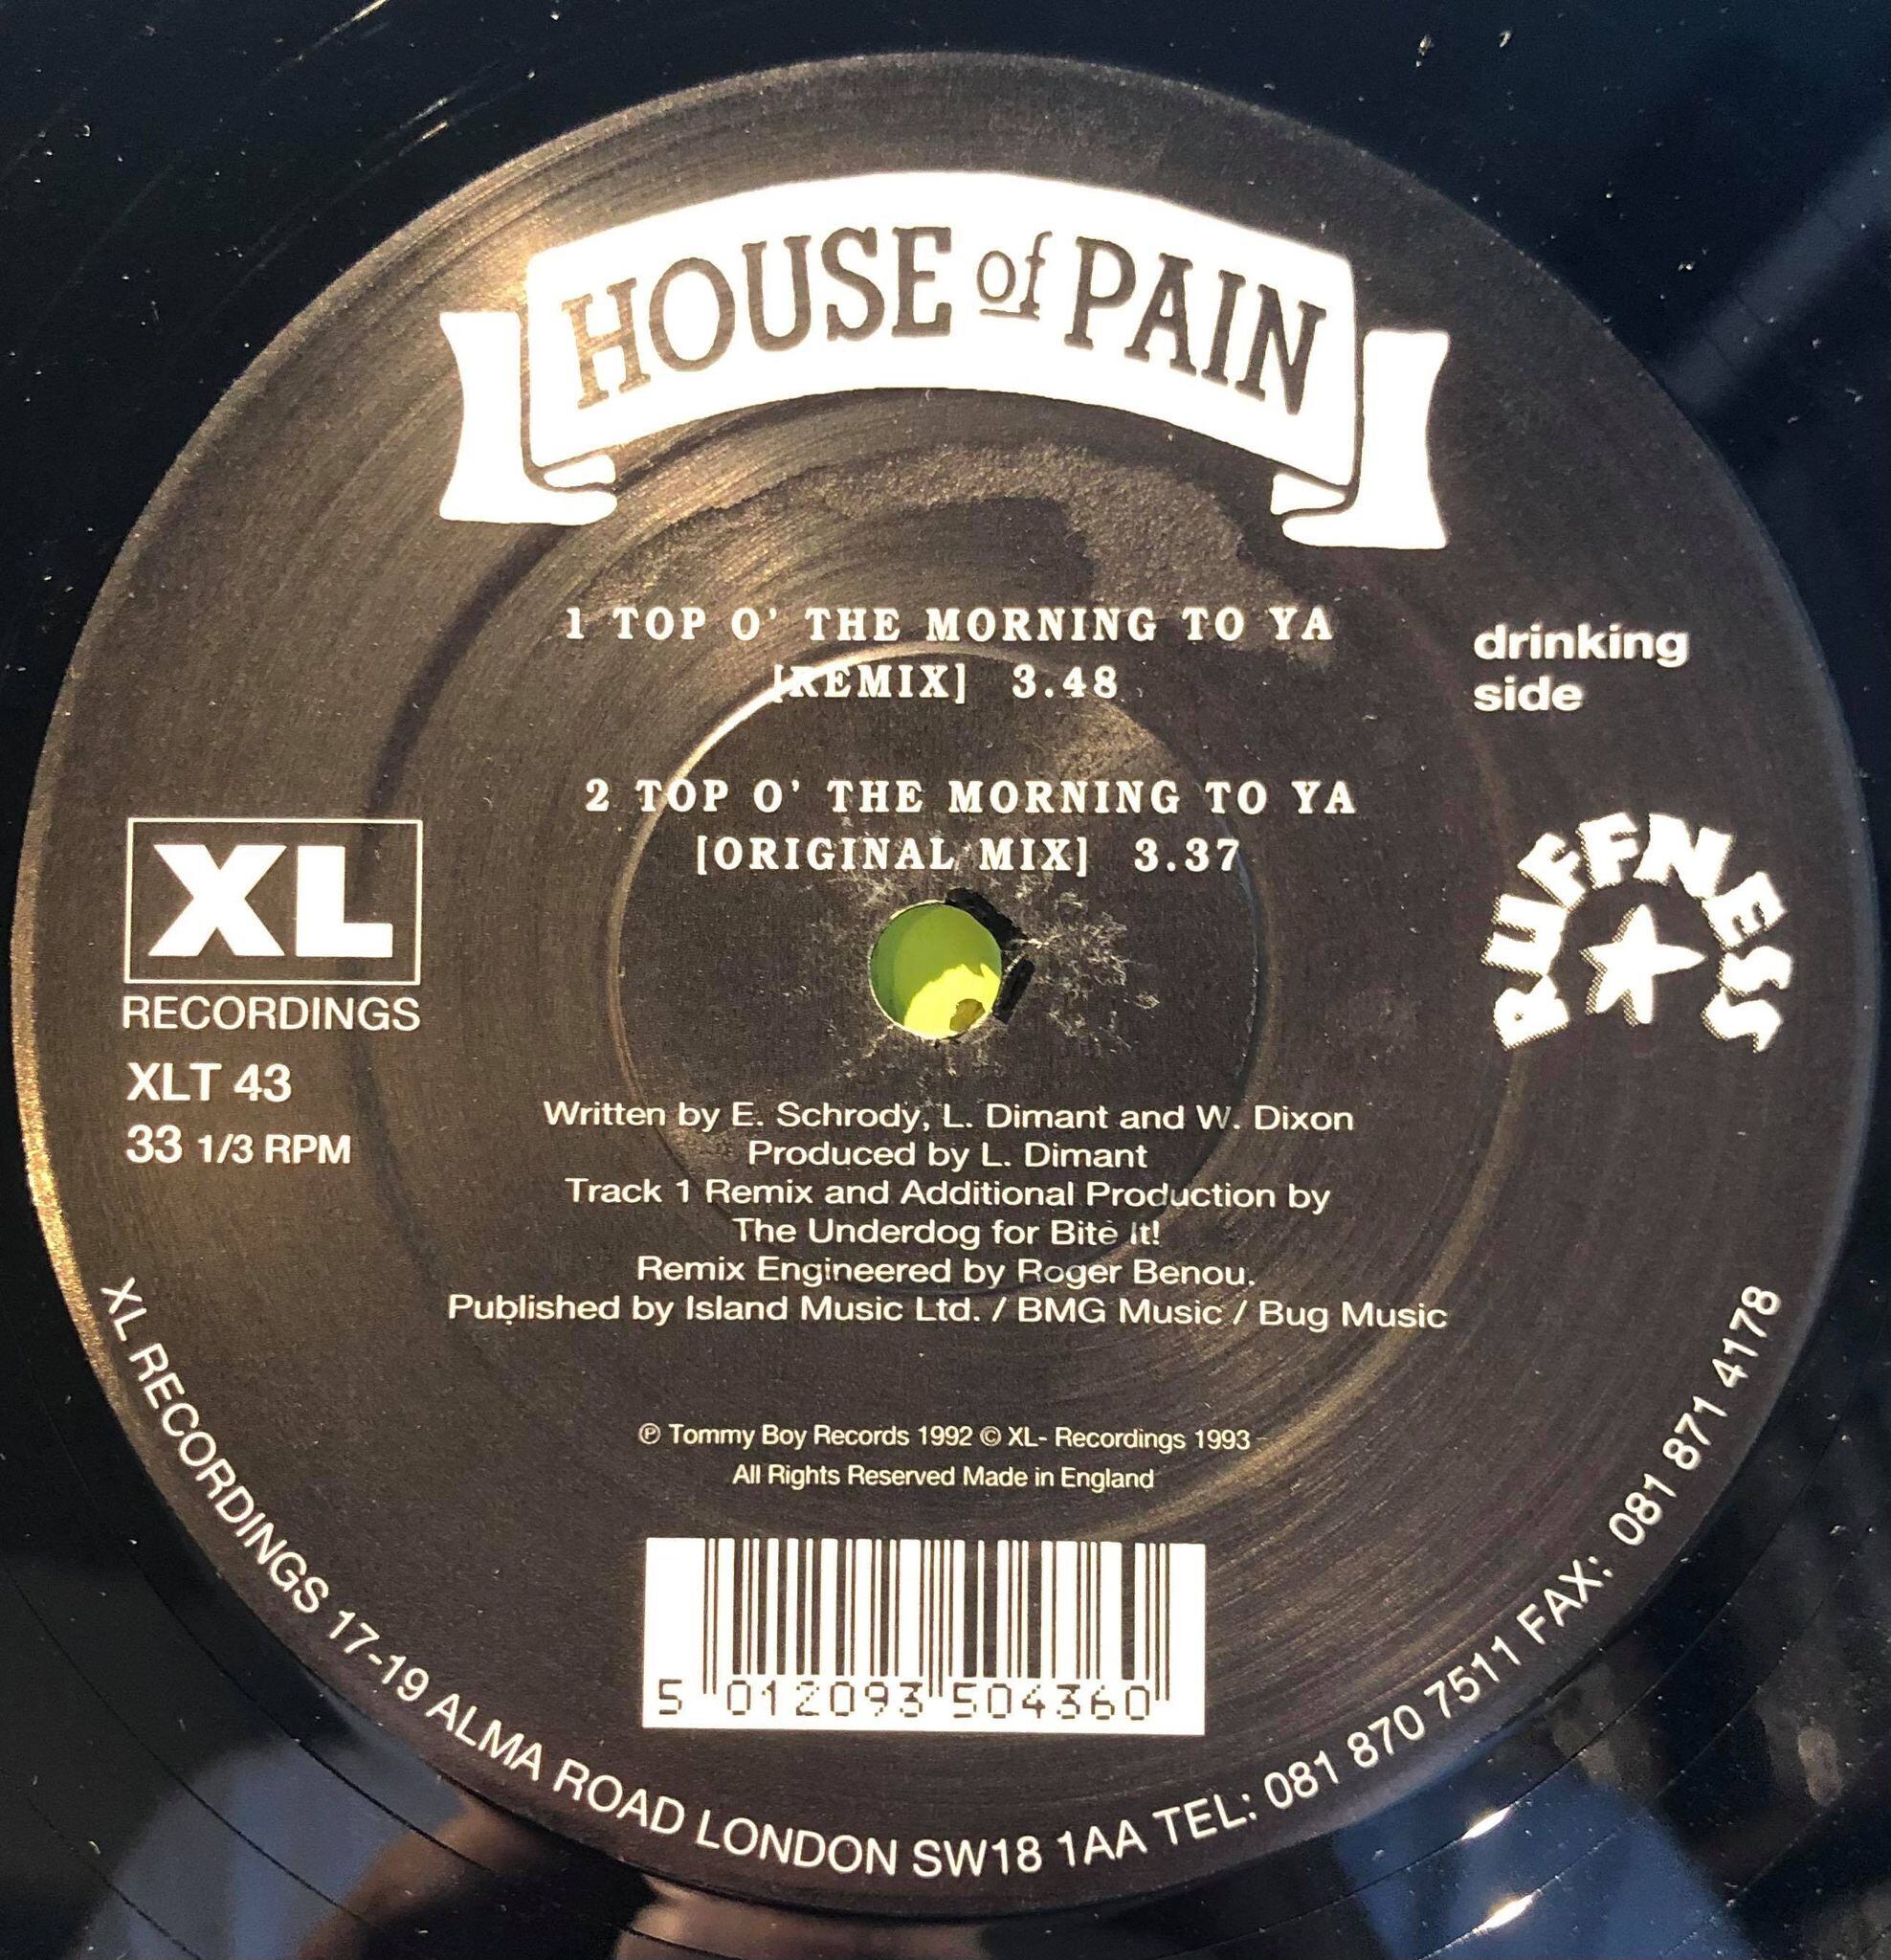 HOUSE of PAIN
1 TOP O' THE MORNING TO YA
[REMIX] 3.48
drinking
side
2 TOP O' THE MORNING TO YA
[ORIGINAL MIX] 3.37
XL
RECORDINGS
XLT 43
33 1/3 RPM
RUFFNESS
Written by E. Schrody, L. Dimant and W. Dixon
Produced by L. Dimant
Track 1 Remix and Additional Production by
The Underdog for Bite It!
Remix Engineered by Roger Benou.
Published by Island Music Ltd. / BMG Music / Bug Music
℗ Tommy Boy Records 1992 © XL- Recordings 1993
All Rights Reserved Made in England
5 012093 504360
XL RECORDINGS 17-19 ALMA ROAD LONDON SW18 1AA TEL: 081 870 7511 FAX: 081 871 4178